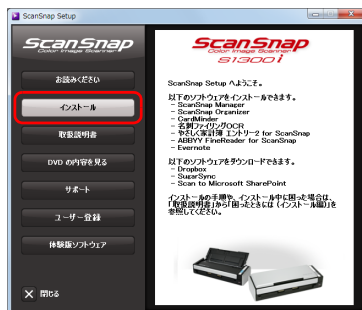 ScanSnap Setup
ScanSnap
Color Image Scanner
お読みください
インストール
取扱説明書
DVD の内容を見る
サポート
ユーザー登録
体験版ソフトウェア
閉じる
ScanSnap
Color Image Scanner
S1300i
ScanSnap Setup へようこそ。
以下のソフトウェアをインストールできます。
- ScanSnap Manager
- ScanSnap Organizer
- CardMinder
- 名刺ファイリングOCR
- やさしく家計簿 エントリー2 for ScanSnap
- ABBYY FineReader for ScanSnap
- Evernote
以下のソフトウェアをダウンロードできます。
- Dropbox
- SugarSync
- Scan to Microsoft SharePoint
インストールの手順や、インストール中に困った場合は、
「取扱説明書」から「困ったときには (インストール編)」を
参照してください。